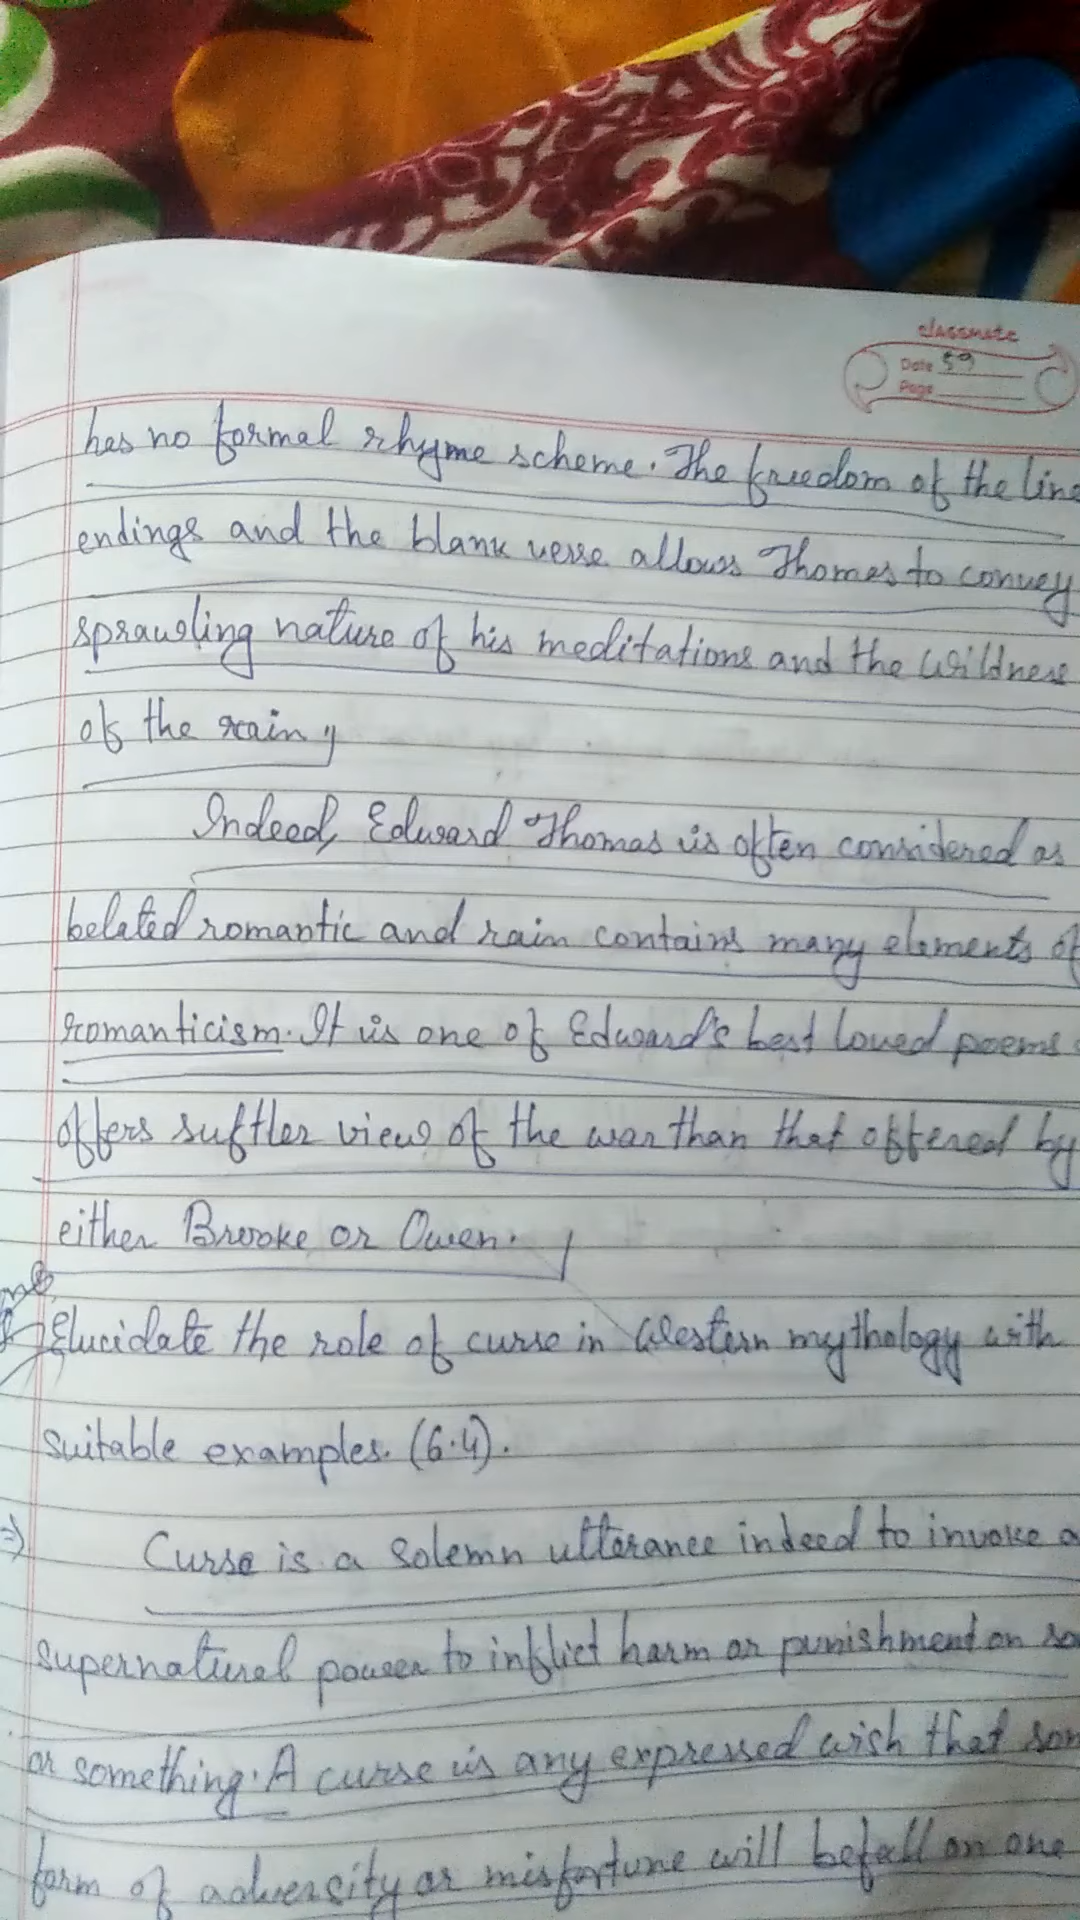 classmate
Date 59
Page
has no formal rhyme scheme. The freedom of the line
endings and the blank verse allows Thomas to convey
sprawling nature of his meditations and the wildness
of the rain
Indeed, Edward Thomas is often considered as
belated romantic and rain contains many elements of
romanticism. It is one of Edward's best loved poems
offers suftler view of the war than that offered by
either Brooke or Owen.
Elucidate the role of curse in Western mythology with
suitable examples. (6.4).
=) Curse is a solemn utterance indeed to invoke a
supernatural power to inflict harm or punishment on so
or something. A curse is any expressed wish that som
form of adversity or misfortune will befall on one